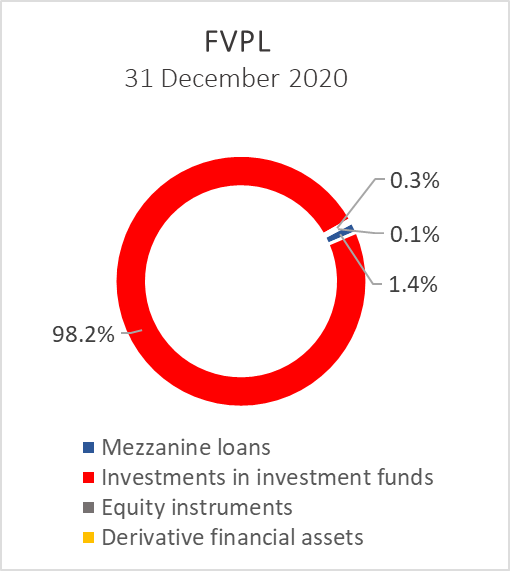 FVPL
31 December 2020
0.3%
0.1%
1.4%
98.2%
Mezzanine loans
Investments in investment funds
Equity instruments
Derivative financial assets